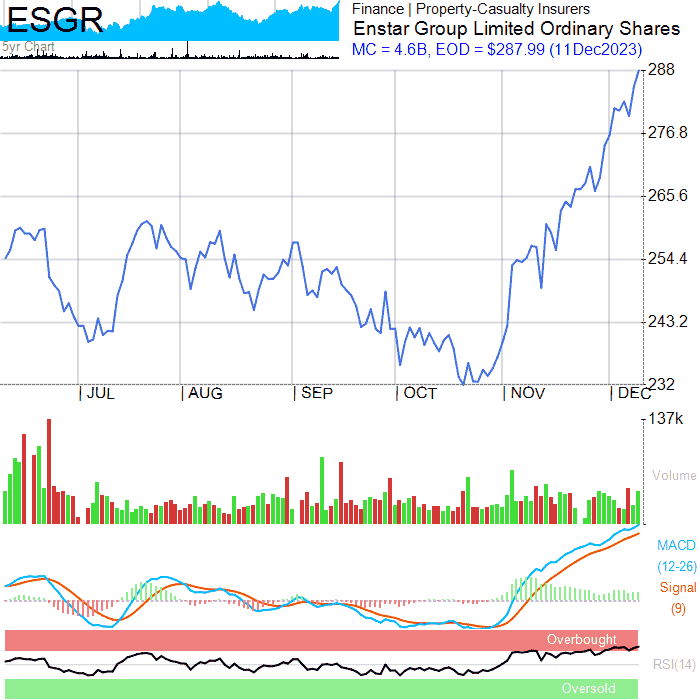 ESGR
5yr Chart
Finance | Property-Casualty Insurers
Enstar Group Limited Ordinary Shares
MC = 4.6B, EOD = $287.99 (11Dec2023)
288
276.8
265.6
254.4
243.2
232
JUL AUG SEP OCT NOV DEC
137k
Volume
MACD
(12-26)
Signal
(9)
Overbought
RSI(14)
Oversold